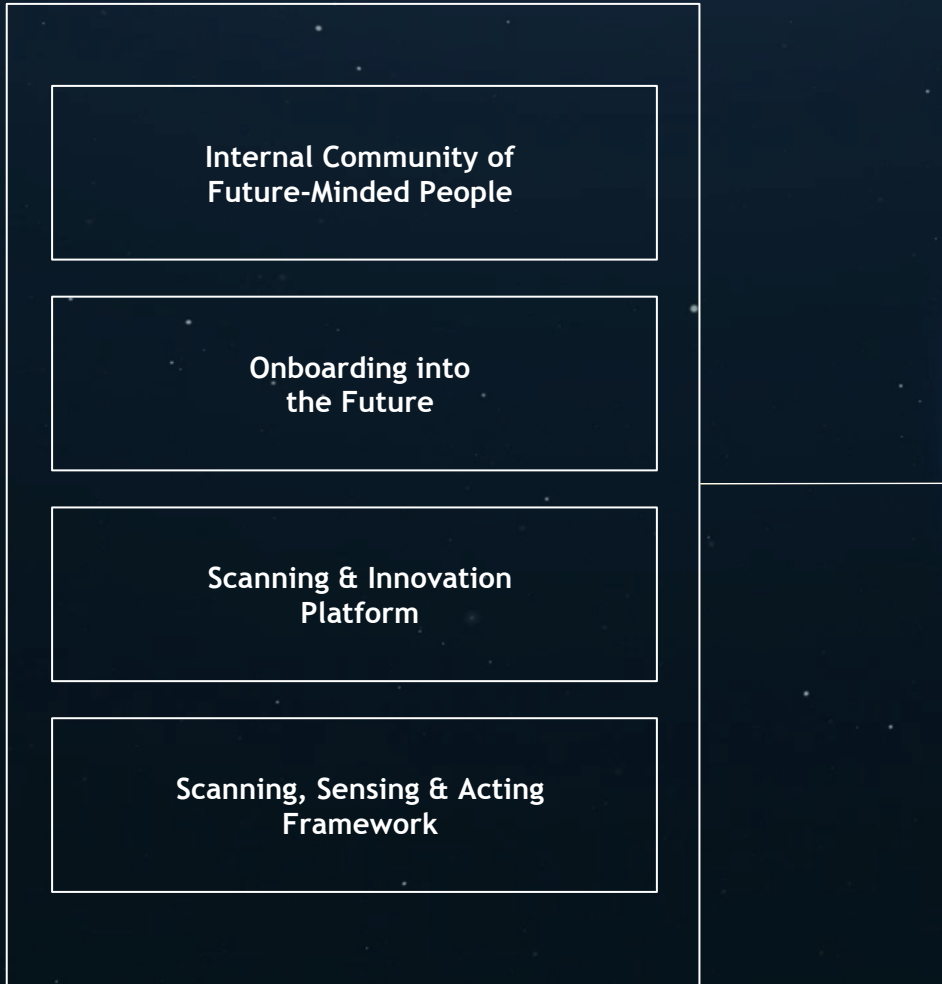 Internal Community of
Future-Minded People
Onboarding into
the Future
Scanning & Innovation
Platform
Scanning, Sensing & Acting
Framework